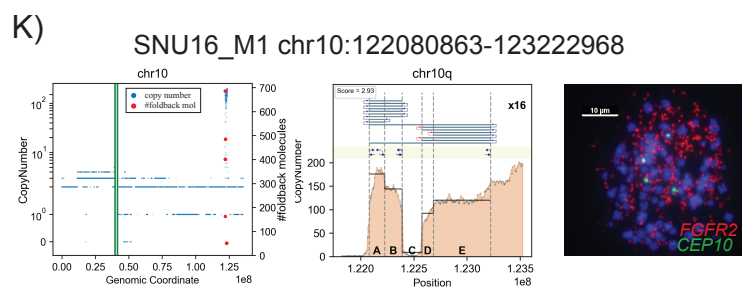 K)
SNU16_M1 chr10:122080863-123222968
chr10
copy number
#foldback mol
CopyNumber
10²
10¹
10⁰
0
700
600
500
400
300
200
100
0
#foldback molecules
0.00 0.25 0.50 0.75 1.00 1.25
1e8
Genomic Coordinate
chr10q
Score = 2.93
x16
CopyNumber
200
150
100
50
0
A B C D E
1.220 1.225 1.230 1.235
1e8
Position
10 µm
FGFR2
CEP10